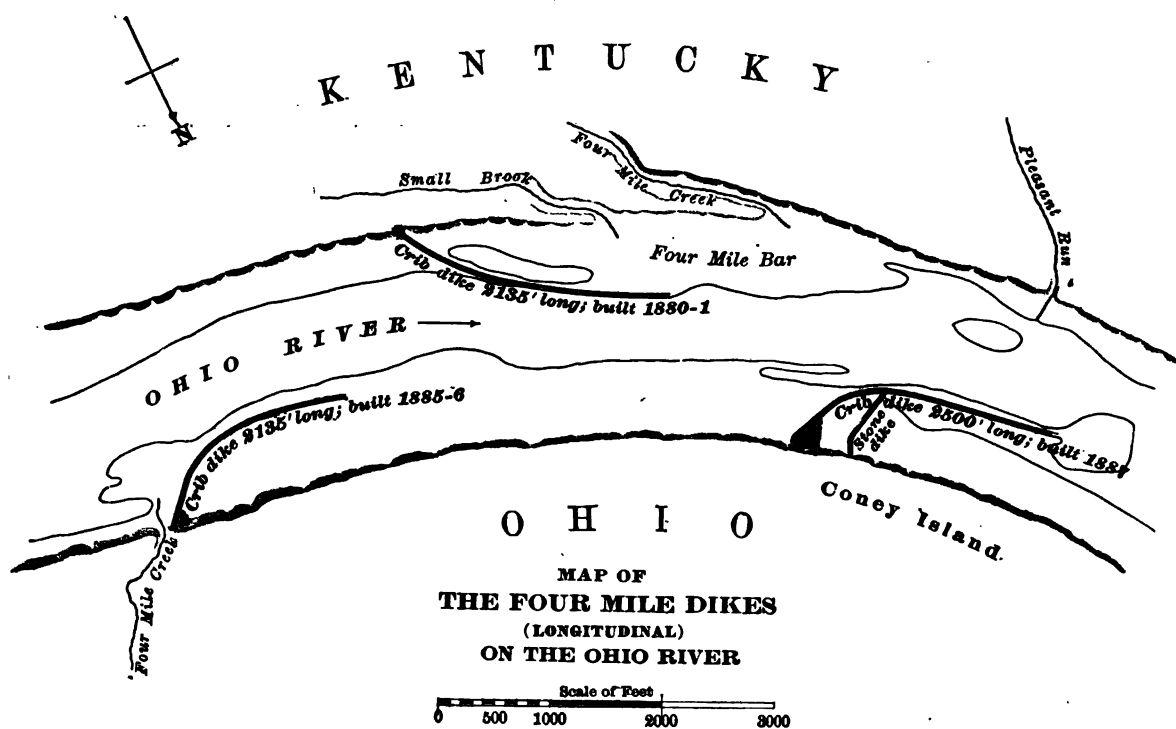 KENTUCKY
N
Four Mile Creek
Small Brook
Pleasant Run
Four Mile Bar
Crib dike 2135' long; built 1880-1
OHIO RIVER
Crib dike 2135' long; built 1885-6
Crib dike 2500' long; built 1887
Stone
dike
Coney Island.
Four Mile Creek
OHIO
MAP OF
THE FOUR MILE DIKES
(LONGITUDINAL)
ON THE OHIO RIVER
Scale of Feet
0 500 1000 2000 3000